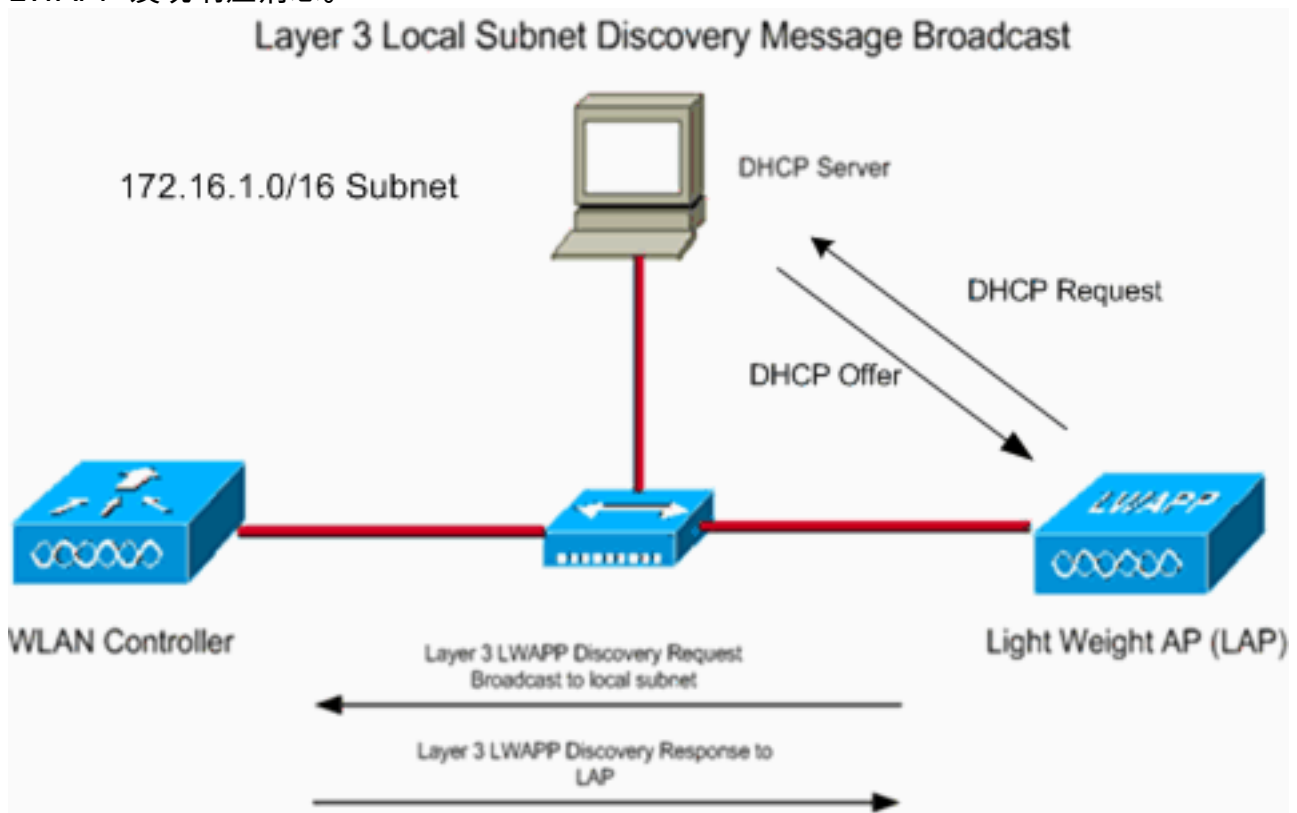 Layer 3 Local Subnet Discovery Message Broadcast
172.16.1.0/16 Subnet
DHCP Server
DHCP Request
DHCP Offer
LWAPP
WLAN Controller
Light Weight AP (LAP)
Layer 3 LWAPP Discovery Request
Broadcast to local subnet
Layer 3 LWAPP Discovery Response to
LAP